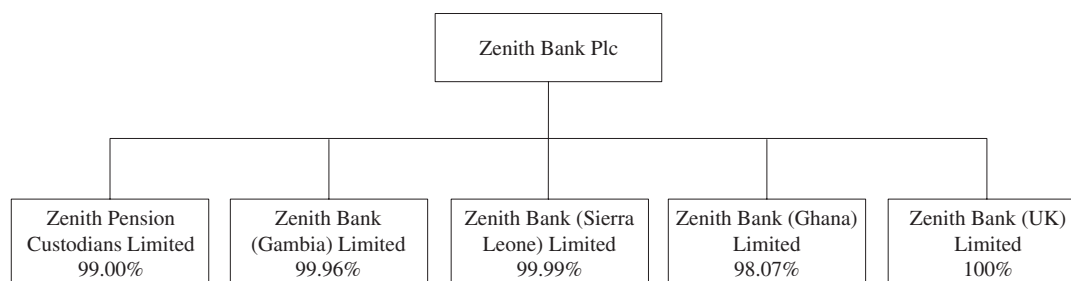 Zenith Bank Plc
Zenith Pension
Custodians Limited
99.00%
Zenith Bank
(Gambia) Limited
99.96%
Zenith Bank (Sierra
Leone) Limited
99.99%
Zenith Bank (Ghana)
Limited
98.07%
Zenith Bank (UK)
Limited
100%